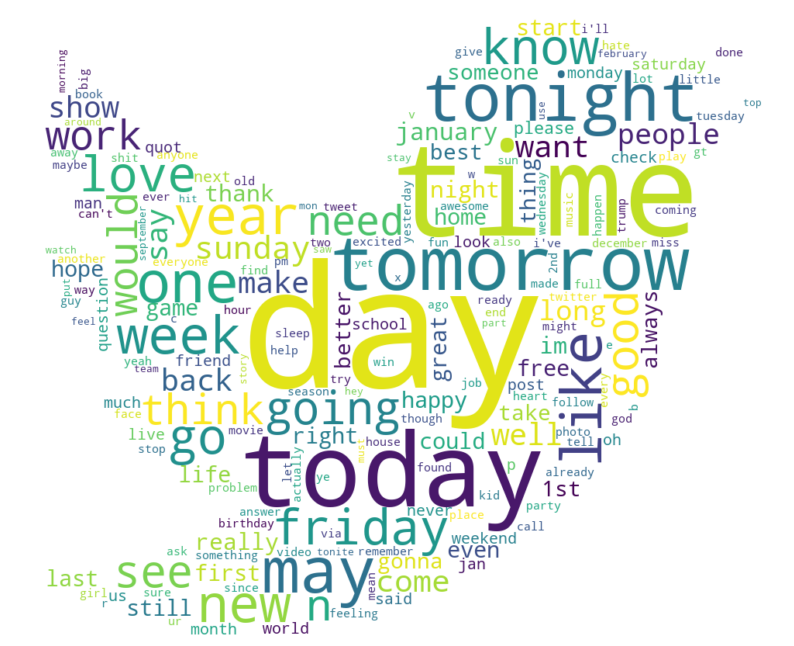 start i'll
know february
give hate
done
morning big
tonight
someone monday saturday
lot little
book
show
use
top
around
work quot
january please people tuesday
v
want
time
away shit anyone
best check play gt
stay sun
maybe love next thank
w night thing
man ever hit old
can't
mon tweet
need home awesome wednesday
music happen trump coming
year
would say september
yesterday
watch another everyone
sunday two excited saw
fun look also i've december miss
hope
one find pm yet tomorrow
2nd
way put
make x made full
guy question game hour
day
ago ready twitter long good always
feel c
week
better school great end part
might im like
yeah friend sleep help
win
e
team back story try
hey job post free every
heart follow b
much think going season happy
face
though take photo god
live movie right could well tell oh
stop
today
house
let actually
already
life
found p 1st
problem ye must
kid
never party
answer
friday place
birthday call
via
really weekend
ask something video tonite remember even
see first may gonna jan
last come
mean
girl us sure since
new n said
r still feeling
ur
month world